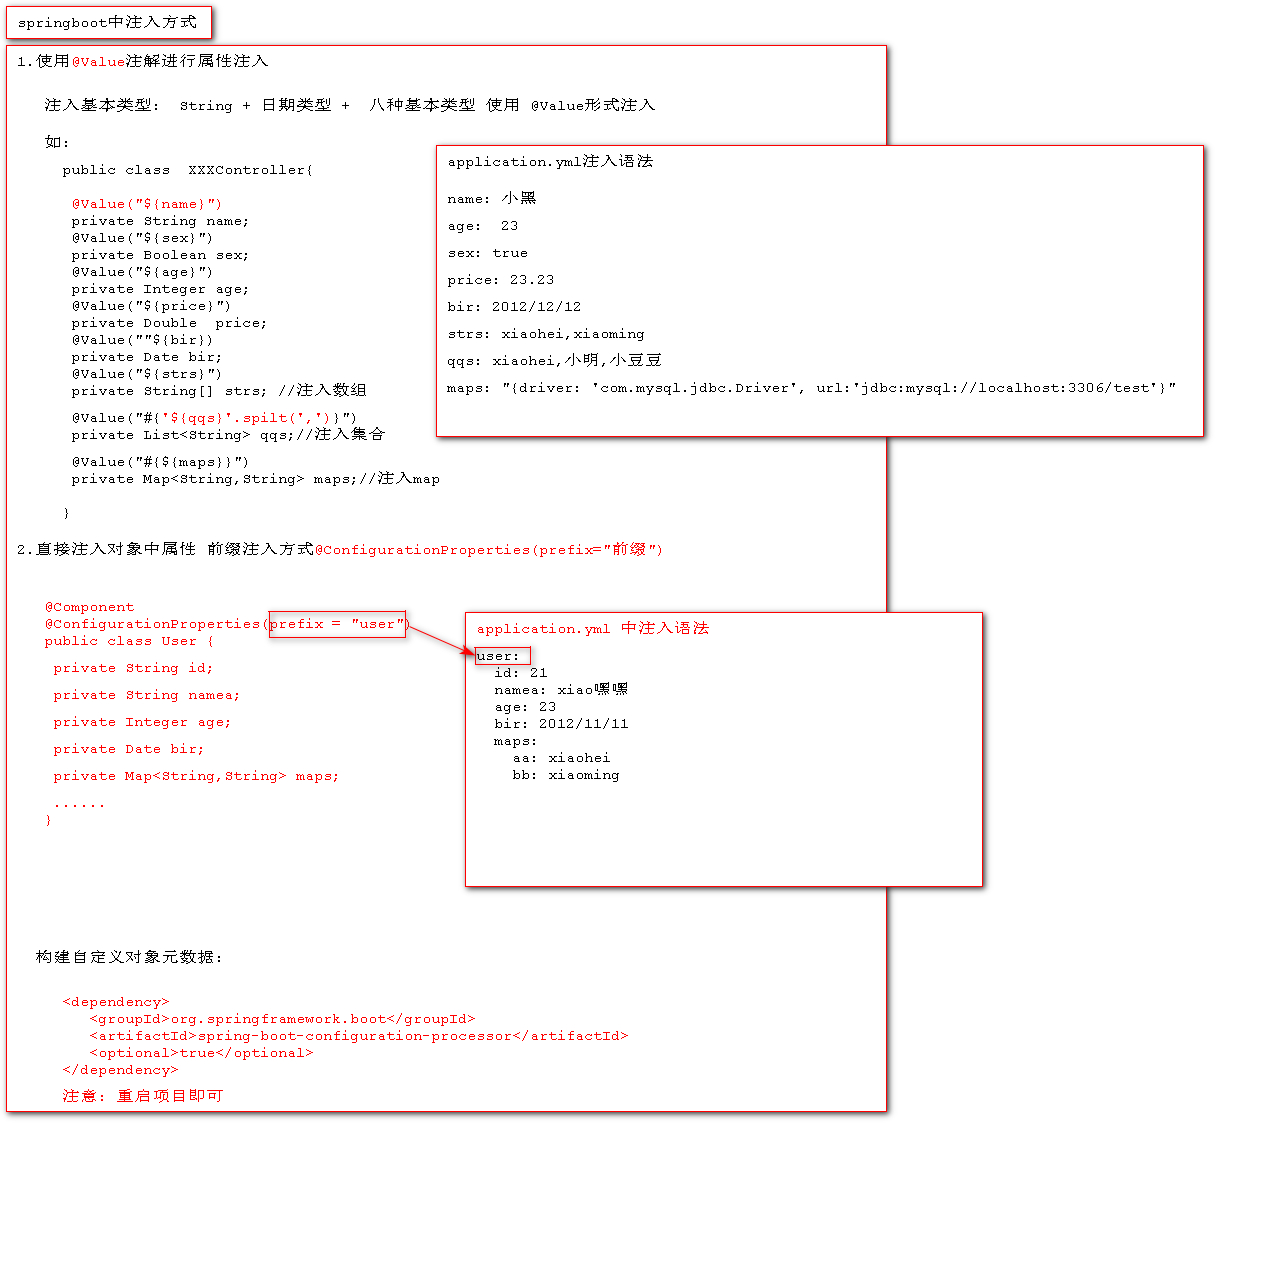 springboot中注入方式
1.使用@Value注解进行属性注入
注入基本类型: String + 日期类型 + 八种基本类型 使用 @Value形式注入
如:
public class XXXController{
@Value("${name}")
private String name;
@Value("${sex}")
private Boolean sex;
@Value("${age}")
private Integer age;
@Value("${price}")
private Double price;
@Value(""${bir})
private Date bir;
@Value("${strs}")
private String[] strs; //注入数组
@Value("#{'${qqs}'.spilt(',')}")
private List<String> qqs;//注入集合
@Value("#{${maps}}")
private Map<String,String> maps;//注入map
}
application.yml注入语法
name: 小黑
age: 23
sex: true
price: 23.23
bir: 2012/12/12
strs: xiaohei,xiaoming
qqs: xiaohei,小明,小豆豆
maps: "{driver: 'com.mysql.jdbc.Driver', url:'jdbc:mysql://localhost:3306/test'}"
2.直接注入对象中属性 前缀注入方式@ConfigurationProperties(prefix="前缀")
@Component
@ConfigurationProperties(prefix = "user")
public class User {
private String id;
private String namea;
private Integer age;
private Date bir;
private Map<String,String> maps;
......
}
application.yml 中注入语法
user:
id: 21
namea: xiao嘿嘿
age: 23
bir: 2012/11/11
maps:
aa: xiaohei
bb: xiaoming
构建自定义对象元数据:
<dependency>
<groupId>org.springframework.boot</groupId>
<artifactId>spring-boot-configuration-processor</artifactId>
<optional>true</optional>
</dependency>
注意: 重启项目即可